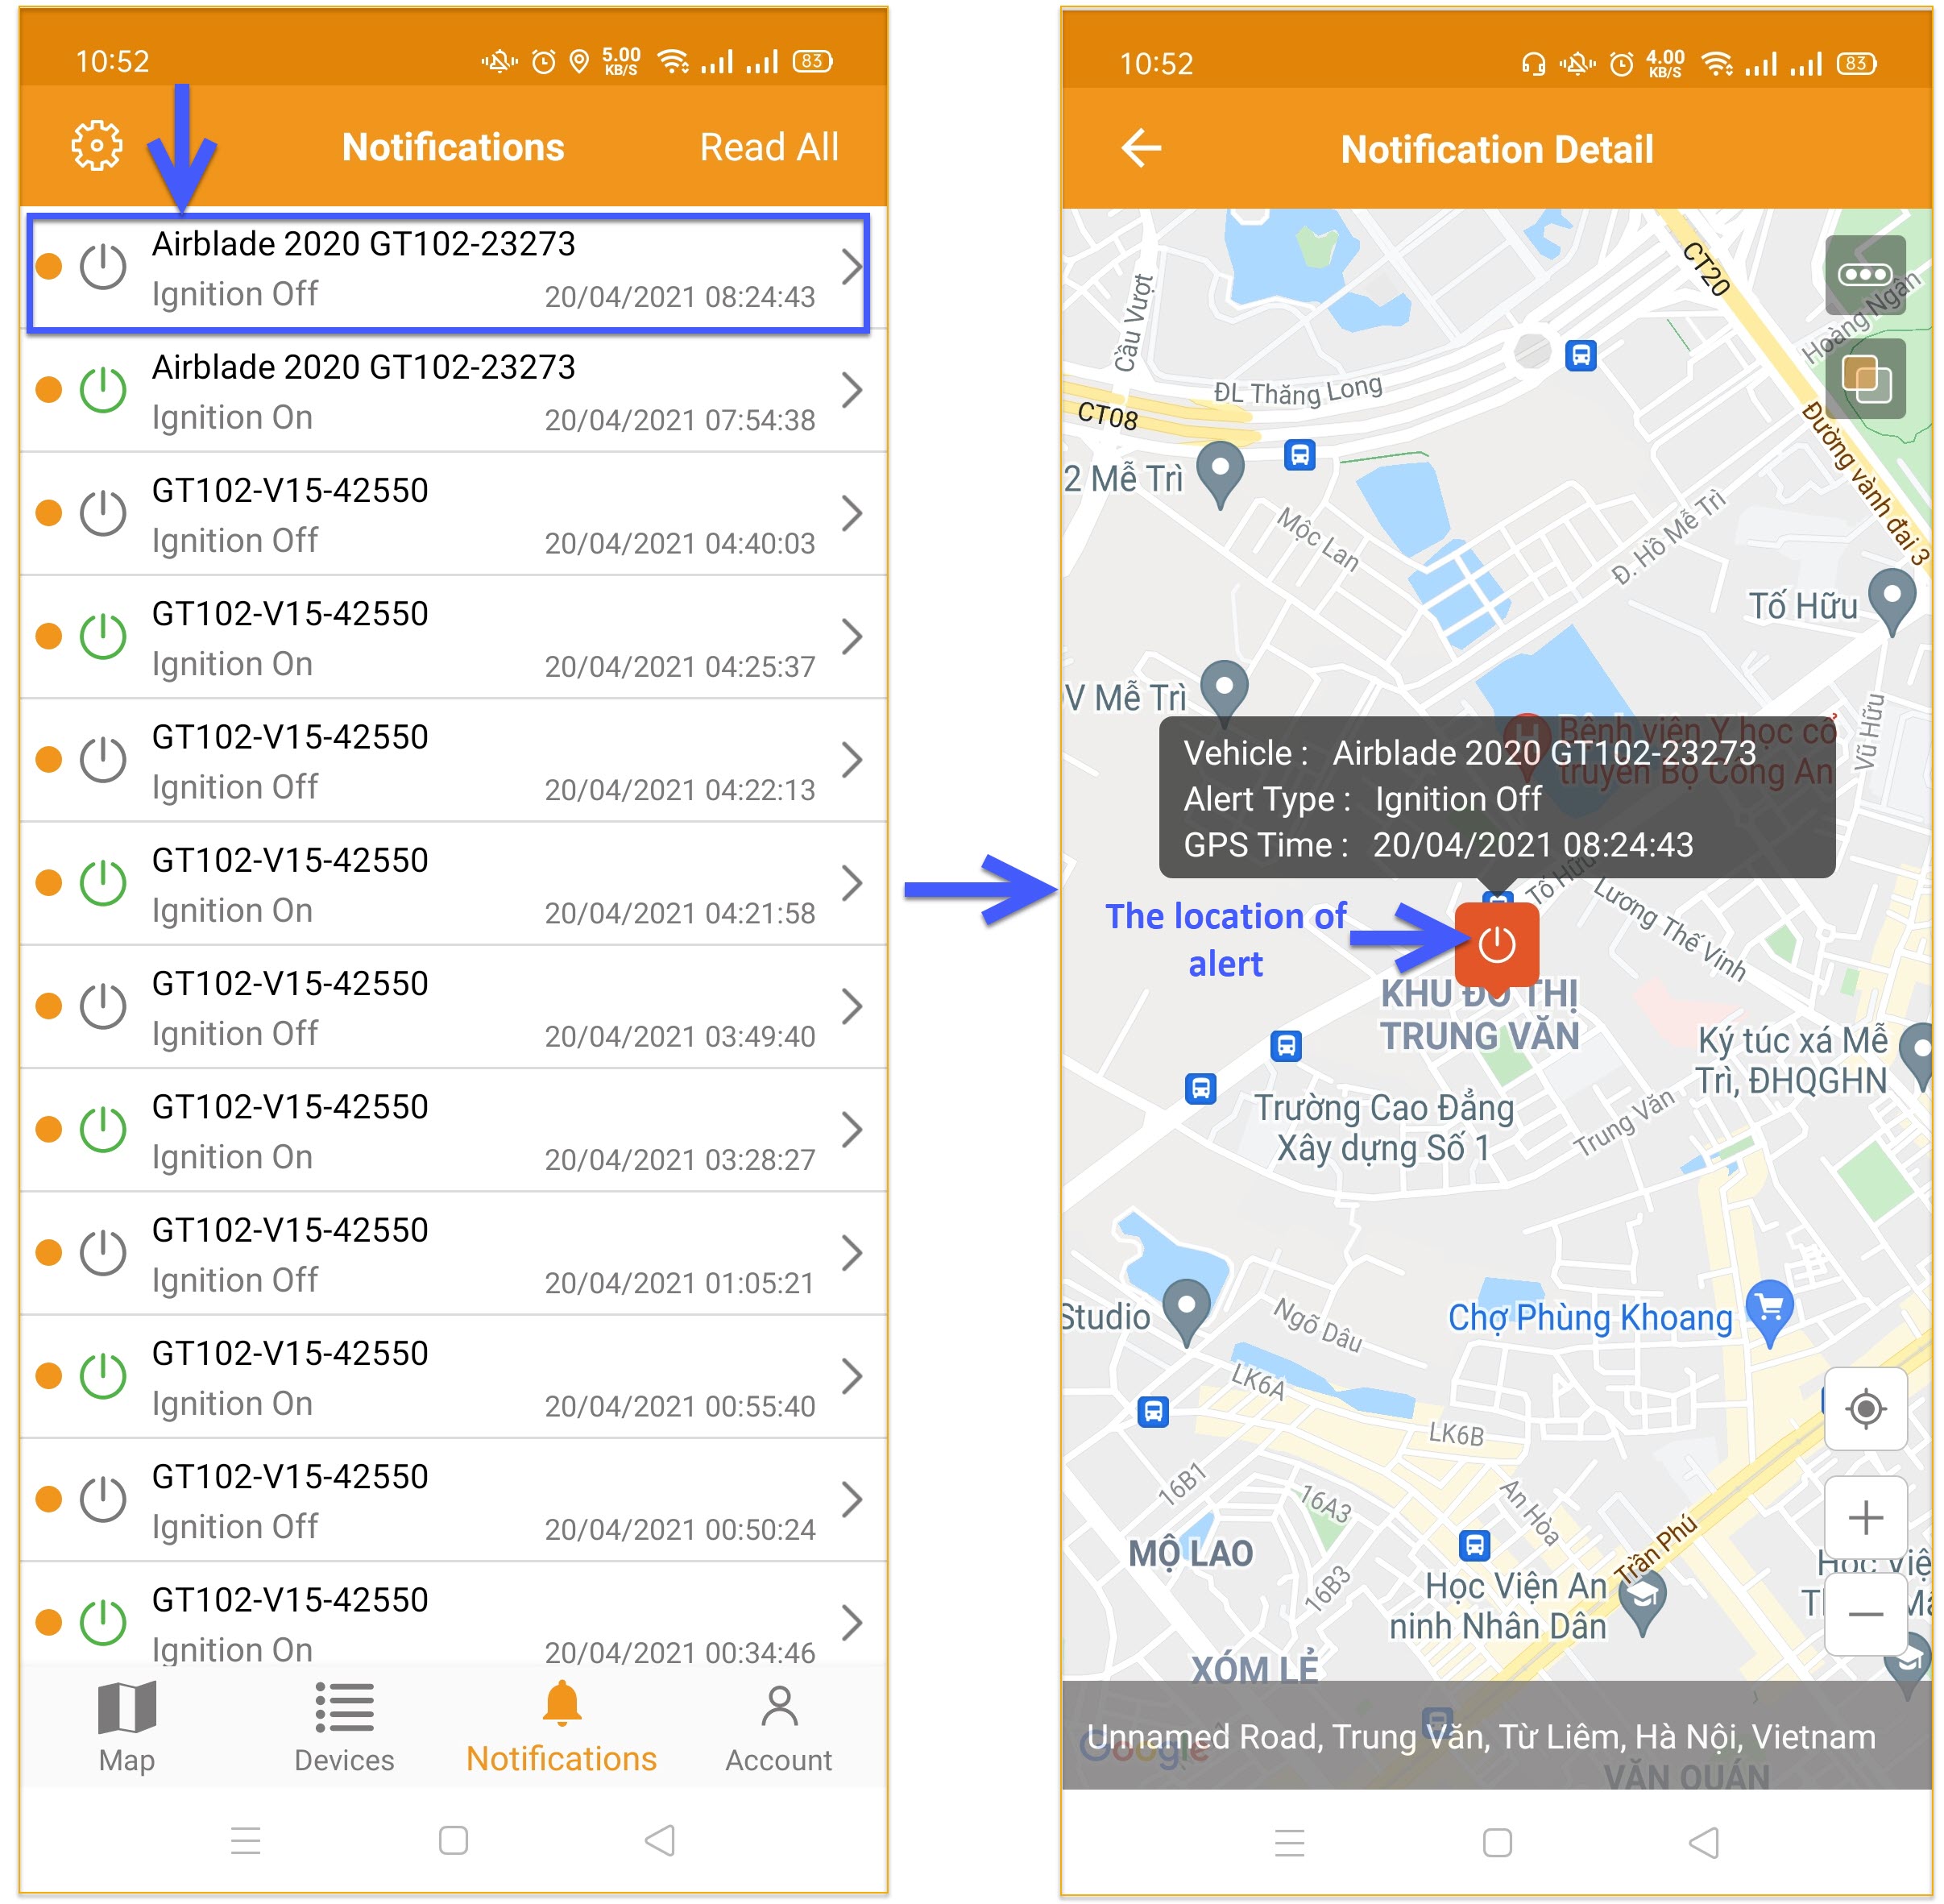 10:52
5.00
KB/S
83
Notifications
Read All
Airblade 2020 GT102-23273
Ignition Off
20/04/2021 08:24:43
Airblade 2020 GT102-23273
Ignition On
20/04/2021 07:54:38
GT102-V15-42550
Ignition Off
20/04/2021 04:40:03
GT102-V15-42550
Ignition On
20/04/2021 04:25:37
GT102-V15-42550
Ignition Off
20/04/2021 04:22:13
GT102-V15-42550
Ignition On
20/04/2021 04:21:58
GT102-V15-42550
Ignition Off
20/04/2021 03:49:40
GT102-V15-42550
Ignition On
20/04/2021 03:28:27
GT102-V15-42550
Ignition Off
20/04/2021 01:05:21
GT102-V15-42550
Ignition On
20/04/2021 00:55:40
GT102-V15-42550
Ignition Off
20/04/2021 00:50:24
GT102-V15-42550
Ignition On
20/04/2021 00:34:46
Map
Devices
Notifications
Account
10:52
4.00
KB/S
83
Notification Detail
CT20
Hoàng Ngân
Cầu Vượt
ĐL Thăng Long
CT08
Đường vành đai 3
2 Mễ Trì
Mộc Lan
Đ. Hồ Mễ Trì
Tố Hữu
V Mễ Trì
Vũ Hữu
Bệnh viện Y học cổ
truyền Bộ Công An
Vehicle : Airblade 2020 GT102-23273
Alert Type : Ignition Off
GPS Time : 20/04/2021 08:24:43
Tố Hữu
Lương Thế Vinh
The location of
alert
KHU ĐÔ THỊ
TRUNG VĂN
Ký túc xá Mễ
Trì, ĐHQGHN
Trường Cao Đẳng
Xây dựng Số 1
Trung Văn
Studio
Ngõ Dâu
Chợ Phùng Khoang
LK6A
LK6B
16B1
16A3
An Hòa
MỘ LAO
16B3
Trần Phú
Học Viện An
ninh Nhân Dân
Học Việ
XÓM LẺ
Unnamed Road, Trung Văn, Từ Liêm, Hà Nội, Vietnam
Google
VĂN QUÁN